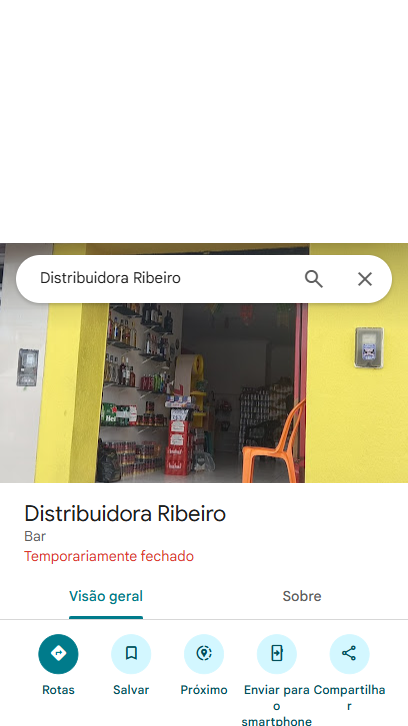 Distribuidora Ribeiro
Distribuidora Ribeiro
Bar
Temporariamente fechado
Visão geral
Sobre
Rotas
Salvar
Próximo
Enviar para o smartphone
Compartilhar